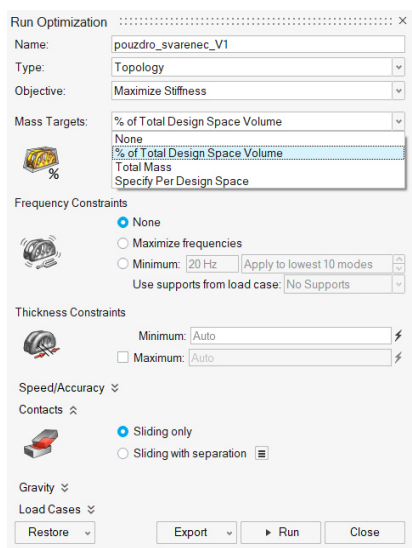 Run Optimization
Name: pouzdro_svarenec_V1
Type: Topology
Objective: Maximize Stiffness
Mass Targets: % of Total Design Space Volume
None
% of Total Design Space Volume
Total Mass
Specify Per Design Space
%
Frequency Constraints
None
Maximize frequencies
Minimum: 20 Hz Apply to lowest 10 modes
Use supports from load case: No Supports
Thickness Constraints
Minimum: Auto
Maximum: Auto
Speed/Accuracy
Contacts
Sliding only
Sliding with separation
Gravity
Load Cases
Restore Export Run Close